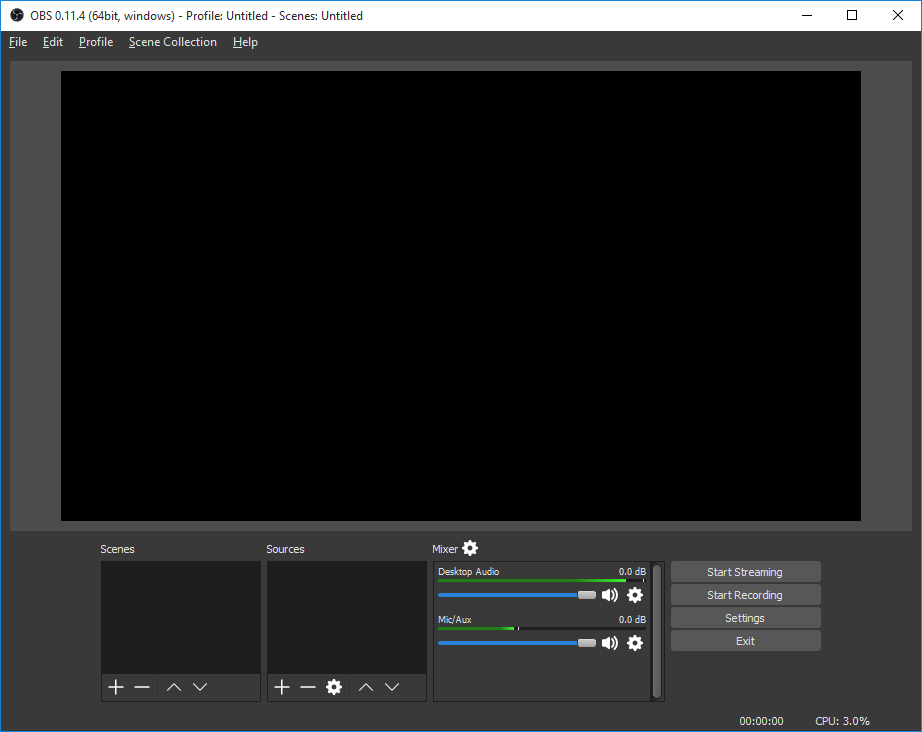 OBS 0.11.4 (64bit, windows) - Profile: Untitled - Scenes: Untitled
File Edit Profile Scene Collection Help
Scenes Sources Mixer
Desktop Audio 0.0 dB
Mic/Aux 0.0 dB
Start Streaming
Start Recording
Settings
Exit
00:00:00 CPU: 3.0%